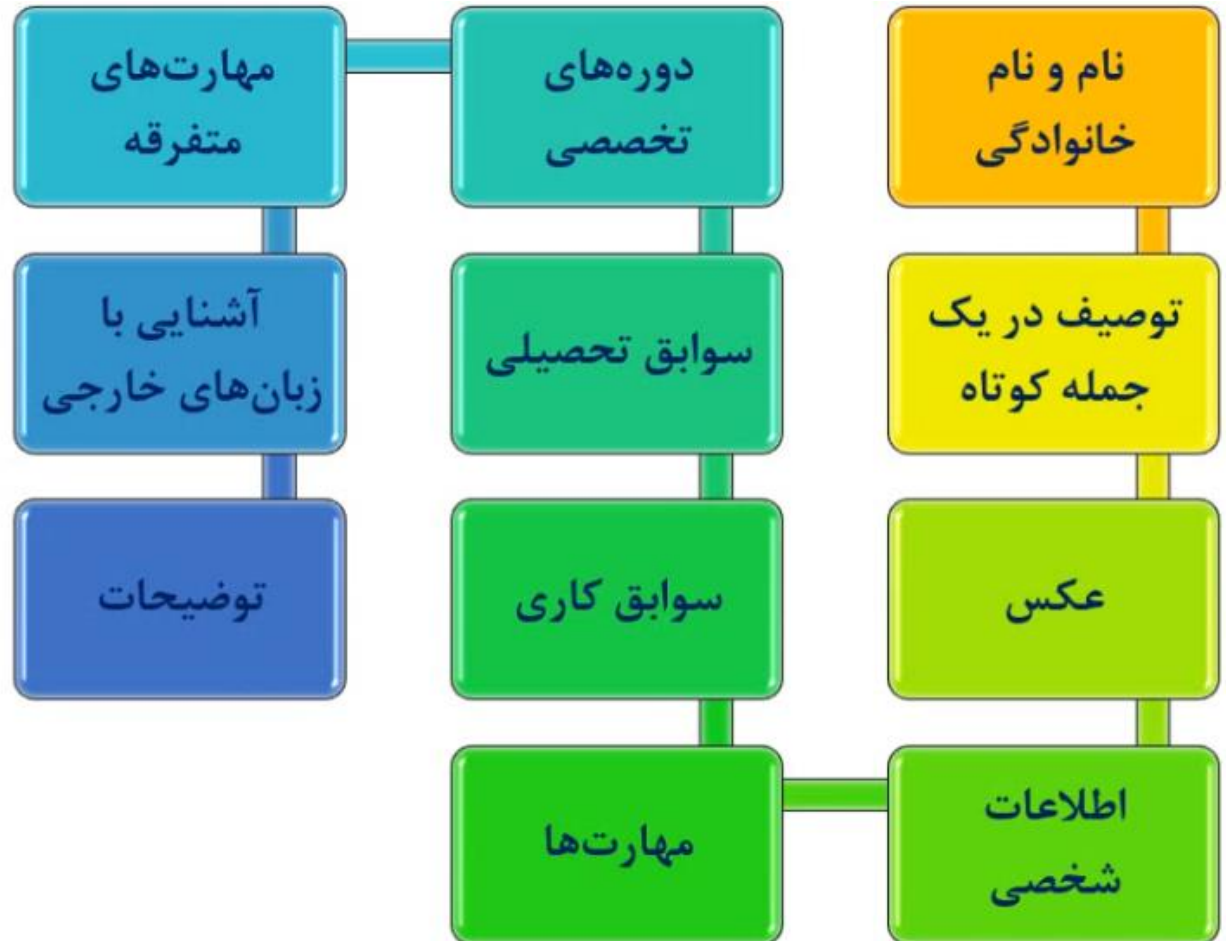 نام و نام
خانوادگی
توصیف در یک
جمله کوتاه
عکس
اطلاعات
شخصی
مهارت‌ها
سوابق کاری
سوابق تحصیلی
دوره‌های
تخصصی
مهارت‌های
متفرقه
آشنایی با
زبان‌های خارجی
توضیحات